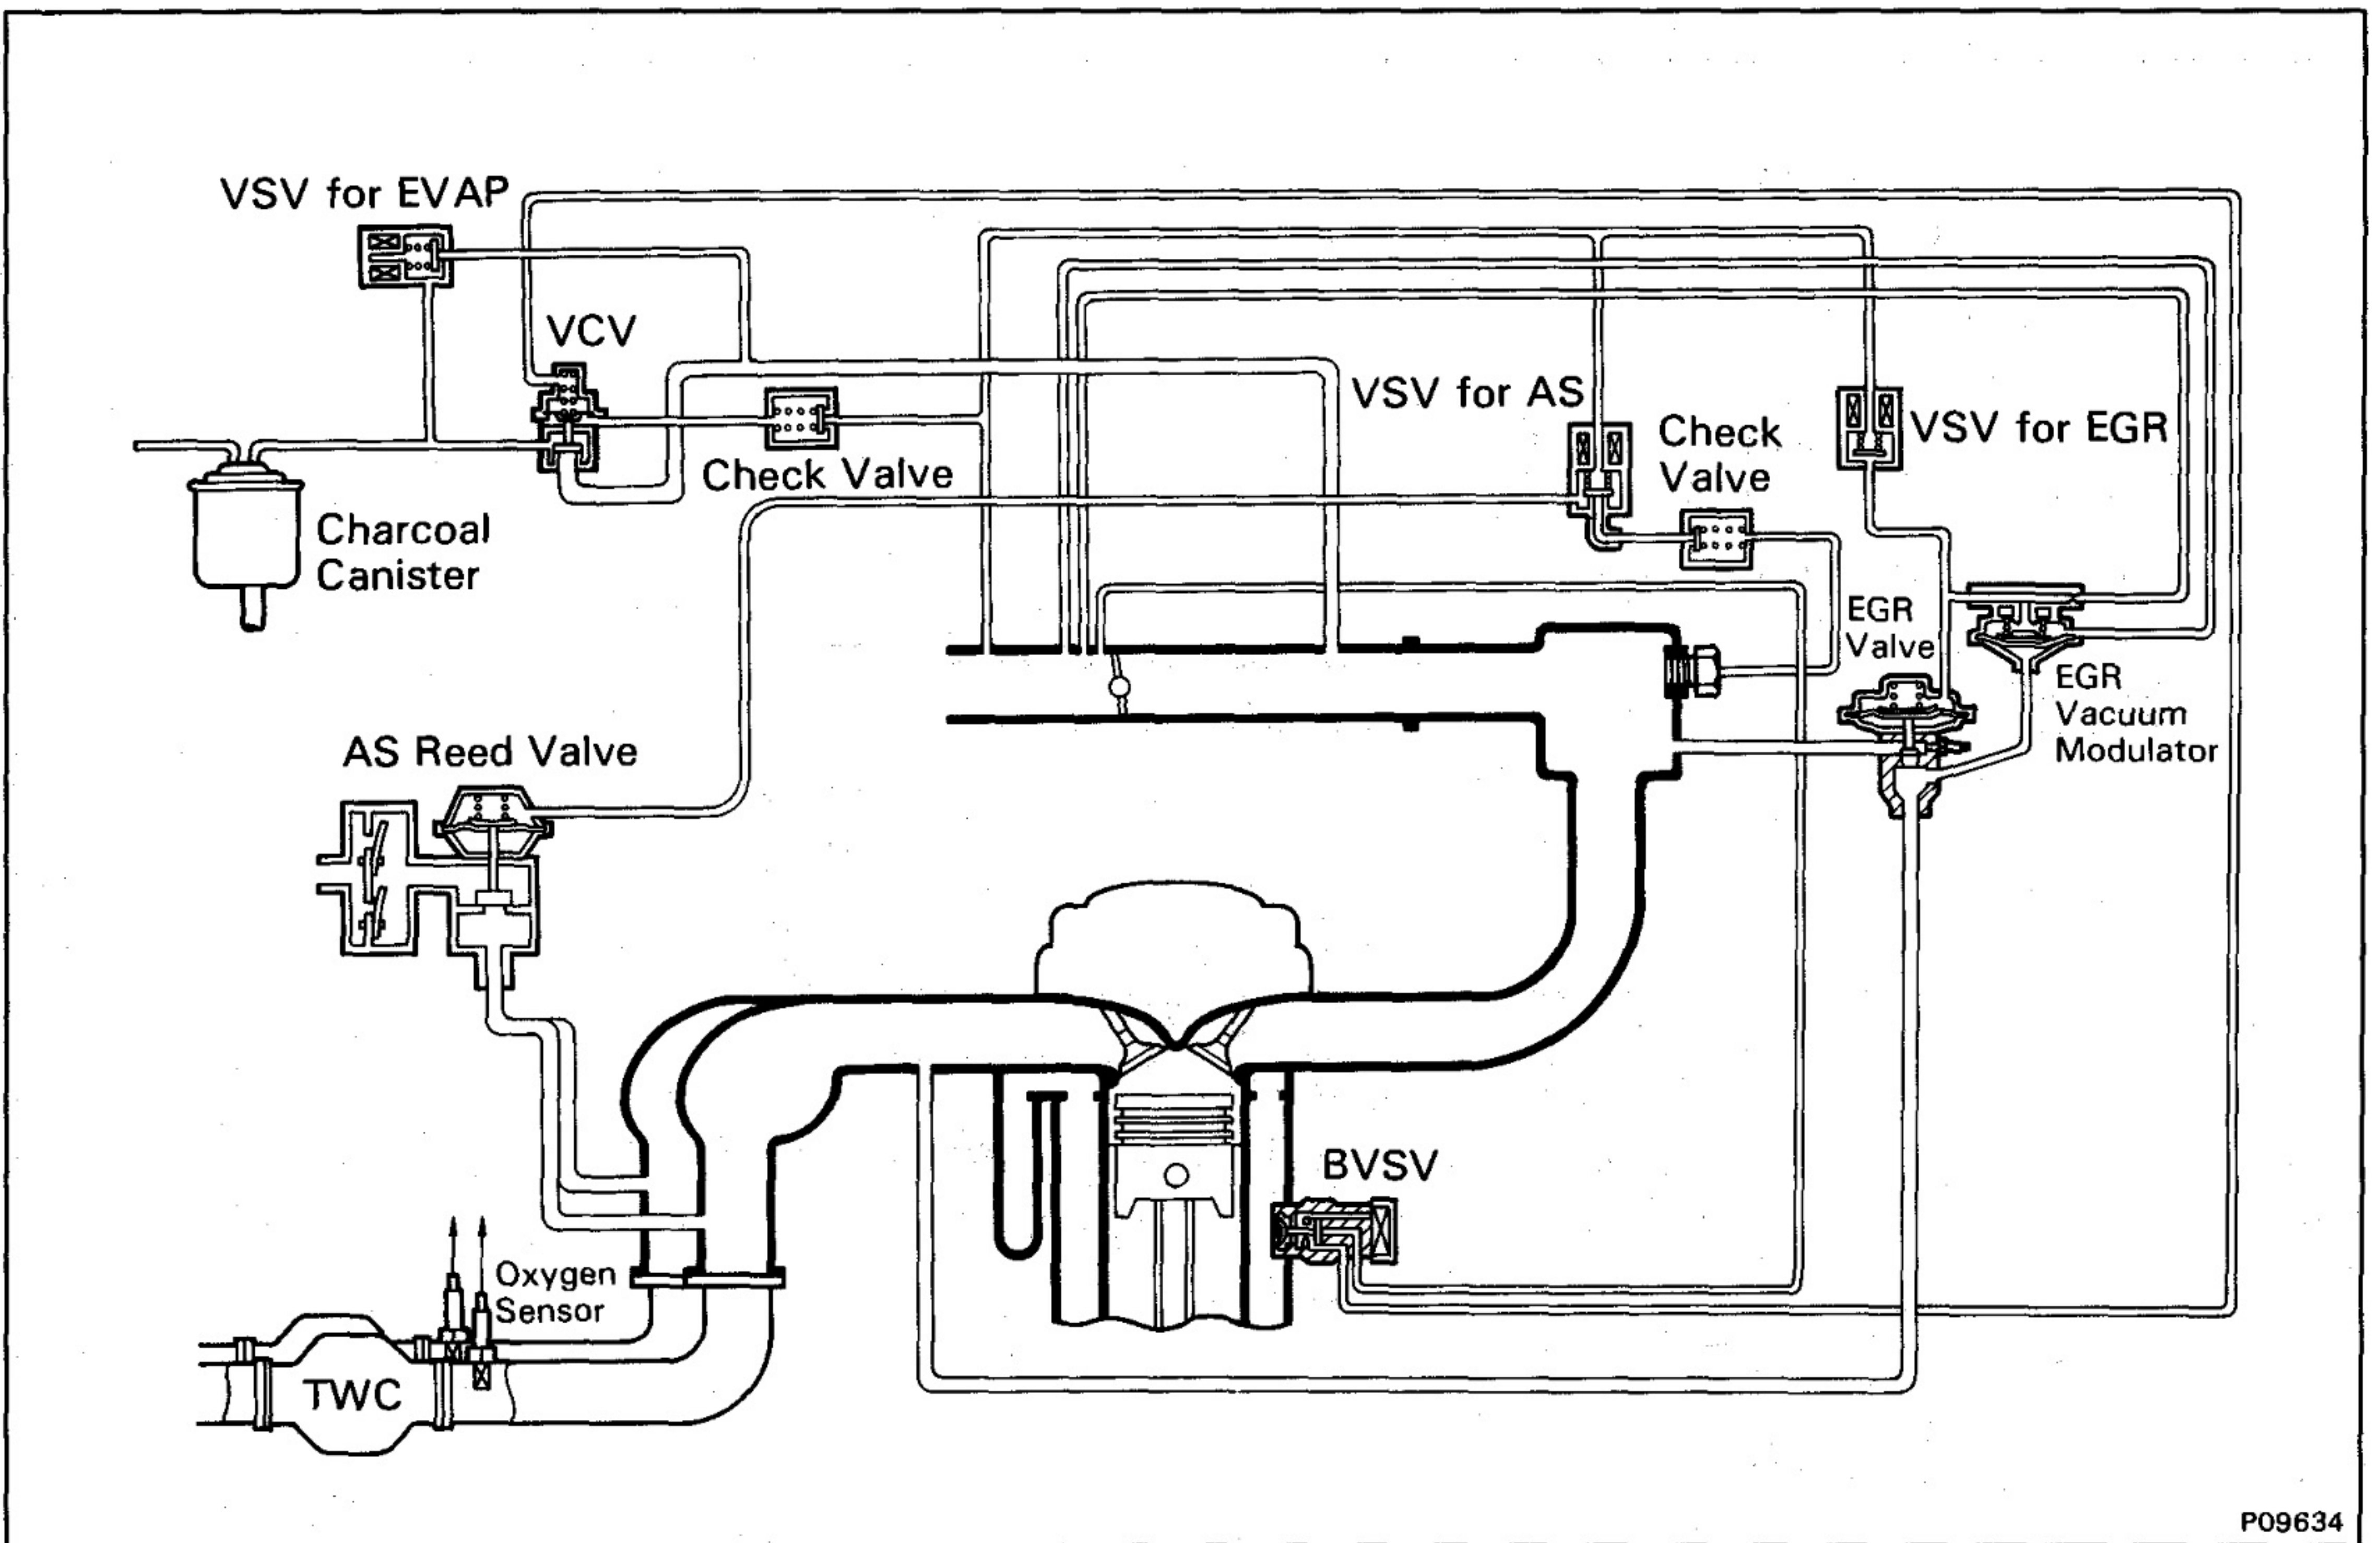 VSV for EVAP
VCV
VSV for AS
Check
Valve
VSV for EGR
Check Valve
Charcoal
Canister
EGR
Valve
EGR
Vacuum
Modulator
AS Reed Valve
BVSV
Oxygen
Sensor
TWC
P09634